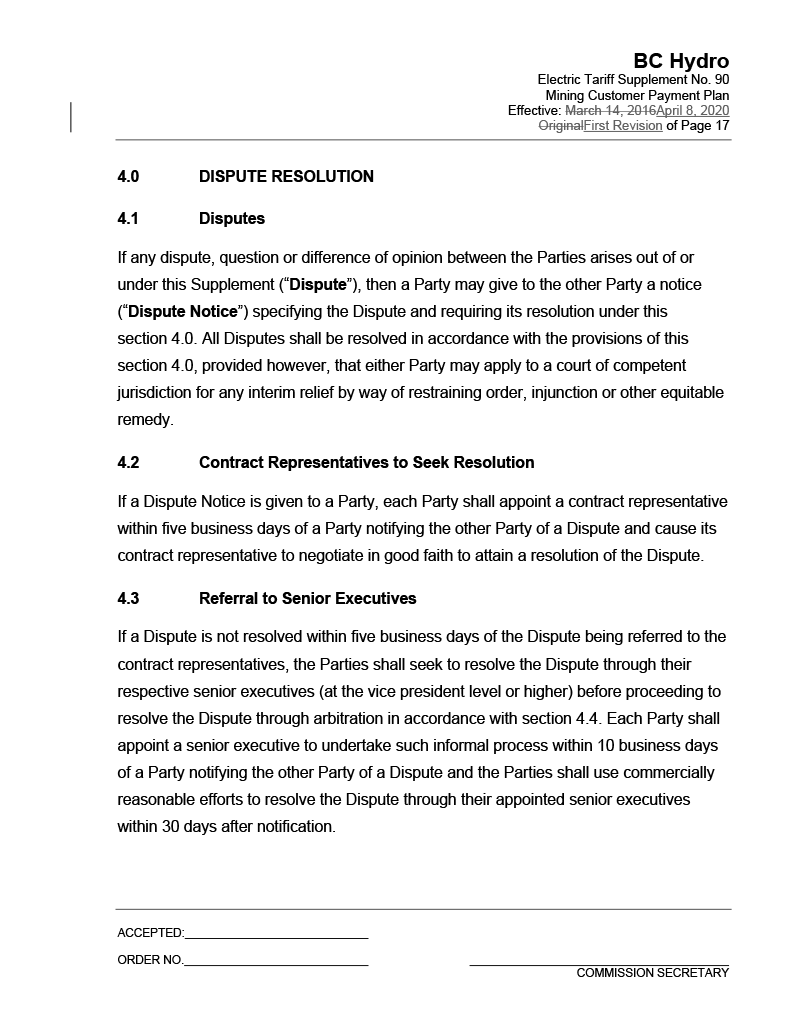 BC Hydro
Electric Tariff Supplement No. 90
Mining Customer Payment Plan
Effective: March 14, 2016April 8, 2020
OriginalFirst Revision of Page 17
4.0 DISPUTE RESOLUTION
4.1 Disputes
If any dispute, question or difference of opinion between the Parties arises out of or
under this Supplement (“Dispute”), then a Party may give to the other Party a notice
(“Dispute Notice”) specifying the Dispute and requiring its resolution under this
section 4.0. All Disputes shall be resolved in accordance with the provisions of this
section 4.0, provided however, that either Party may apply to a court of competent
jurisdiction for any interim relief by way of restraining order, injunction or other equitable
remedy.
4.2 Contract Representatives to Seek Resolution
If a Dispute Notice is given to a Party, each Party shall appoint a contract representative
within five business days of a Party notifying the other Party of a Dispute and cause its
contract representative to negotiate in good faith to attain a resolution of the Dispute.
4.3 Referral to Senior Executives
If a Dispute is not resolved within five business days of the Dispute being referred to the
contract representatives, the Parties shall seek to resolve the Dispute through their
respective senior executives (at the vice president level or higher) before proceeding to
resolve the Dispute through arbitration in accordance with section 4.4. Each Party shall
appoint a senior executive to undertake such informal process within 10 business days
of a Party notifying the other Party of a Dispute and the Parties shall use commercially
reasonable efforts to resolve the Dispute through their appointed senior executives
within 30 days after notification.
ACCEPTED:
ORDER NO.
COMMISSION SECRETARY